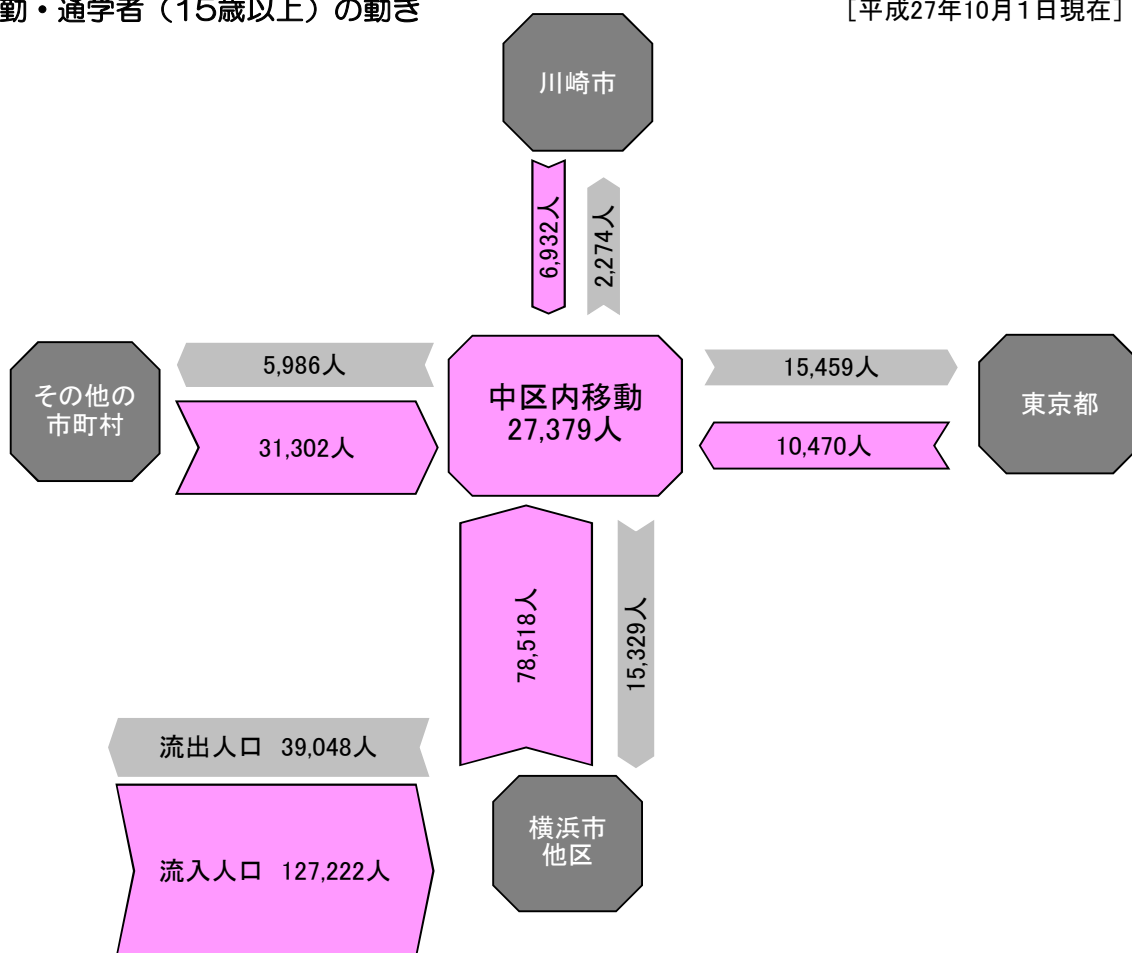 勤・通学者（15歳以上）の動き
［平成27年10月１日現在］
川崎市
6,932人
2,274人
5,986人
その他の
市町村
31,302人
中区内移動
27,379人
15,459人
10,470人
東京都
78,518人
15,329人
流出人口 39,048人
流入人口 127,222人
横浜市
他区